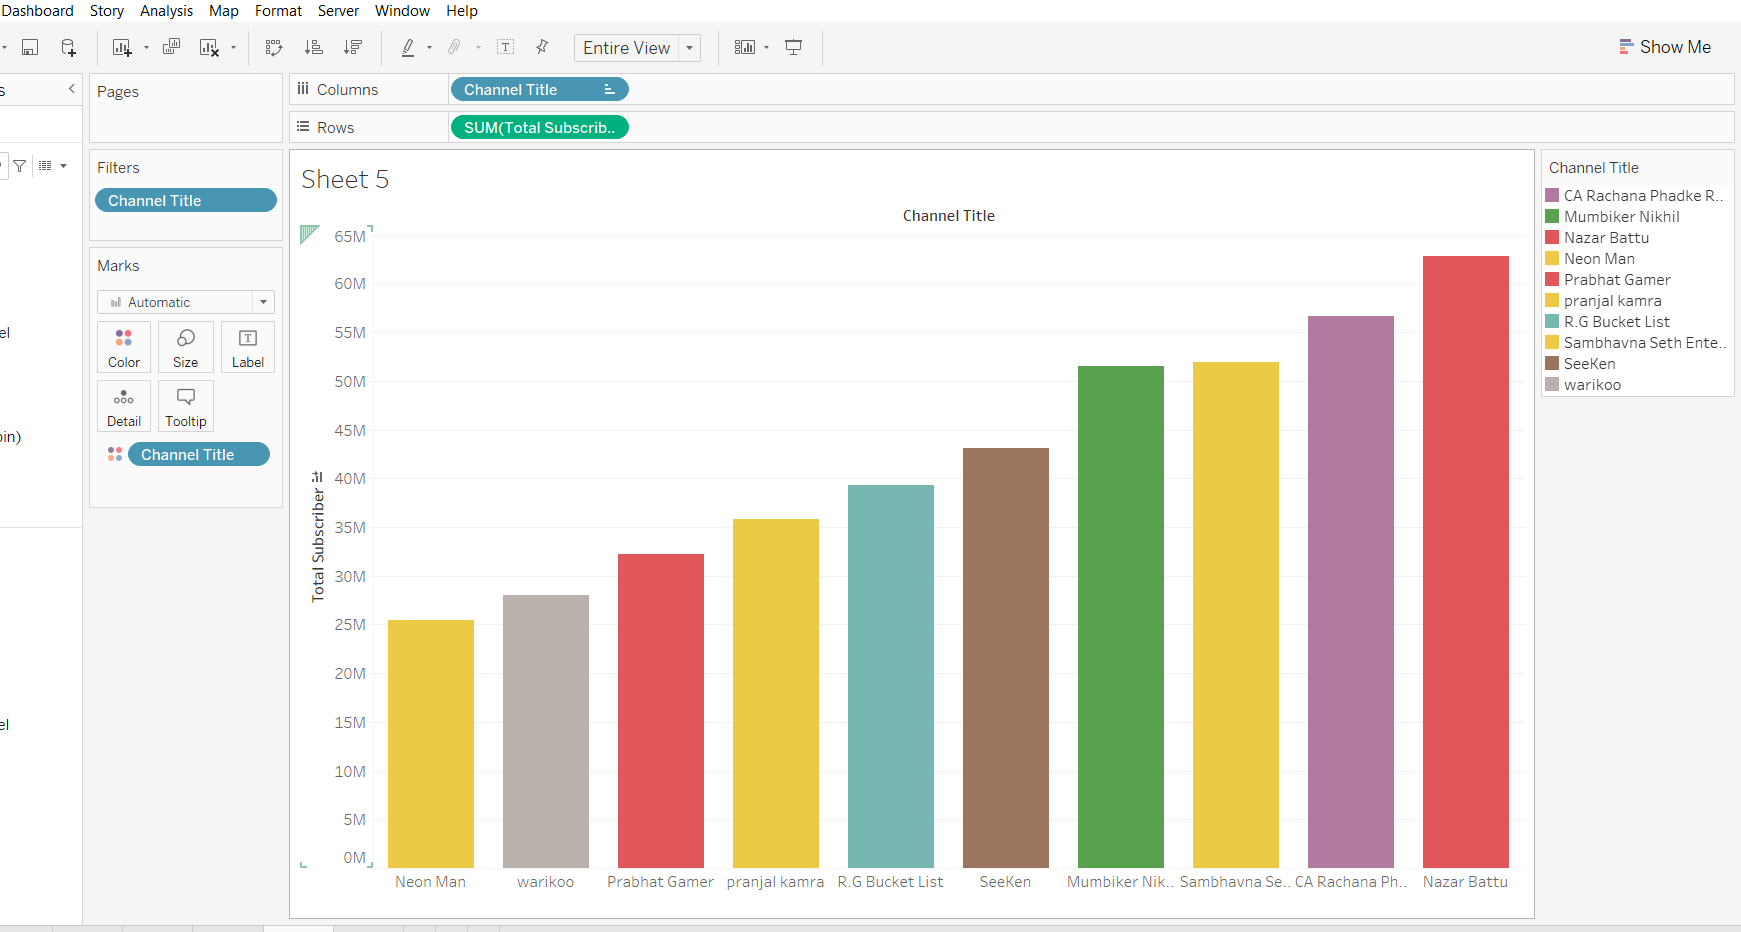 Dashboard Story Analysis Map Format Server Window Help
Entire View
Show Me
s
Pages
Columns
Channel Title
Rows
SUM(Total Subscrib..
Filters
Channel Title
Marks
Automatic
Color
Size
Label
Detail
Tooltip
Channel Title
el
oin)
el
Sheet 5
Channel Title
Total Subscriber
65M
60M
55M
50M
45M
40M
35M
30M
25M
20M
15M
10M
5M
0M
Neon Man
warikoo
Prabhat Gamer
pranjal kamra
R.G Bucket List
SeeKen
Mumbiker Nik..
Sambhavna Se..
CA Rachana Ph..
Nazar Battu
Channel Title
CA Rachana Phadke R..
Mumbiker Nikhil
Nazar Battu
Neon Man
Prabhat Gamer
pranjal kamra
R.G Bucket List
Sambhavna Seth Ente..
SeeKen
warikoo